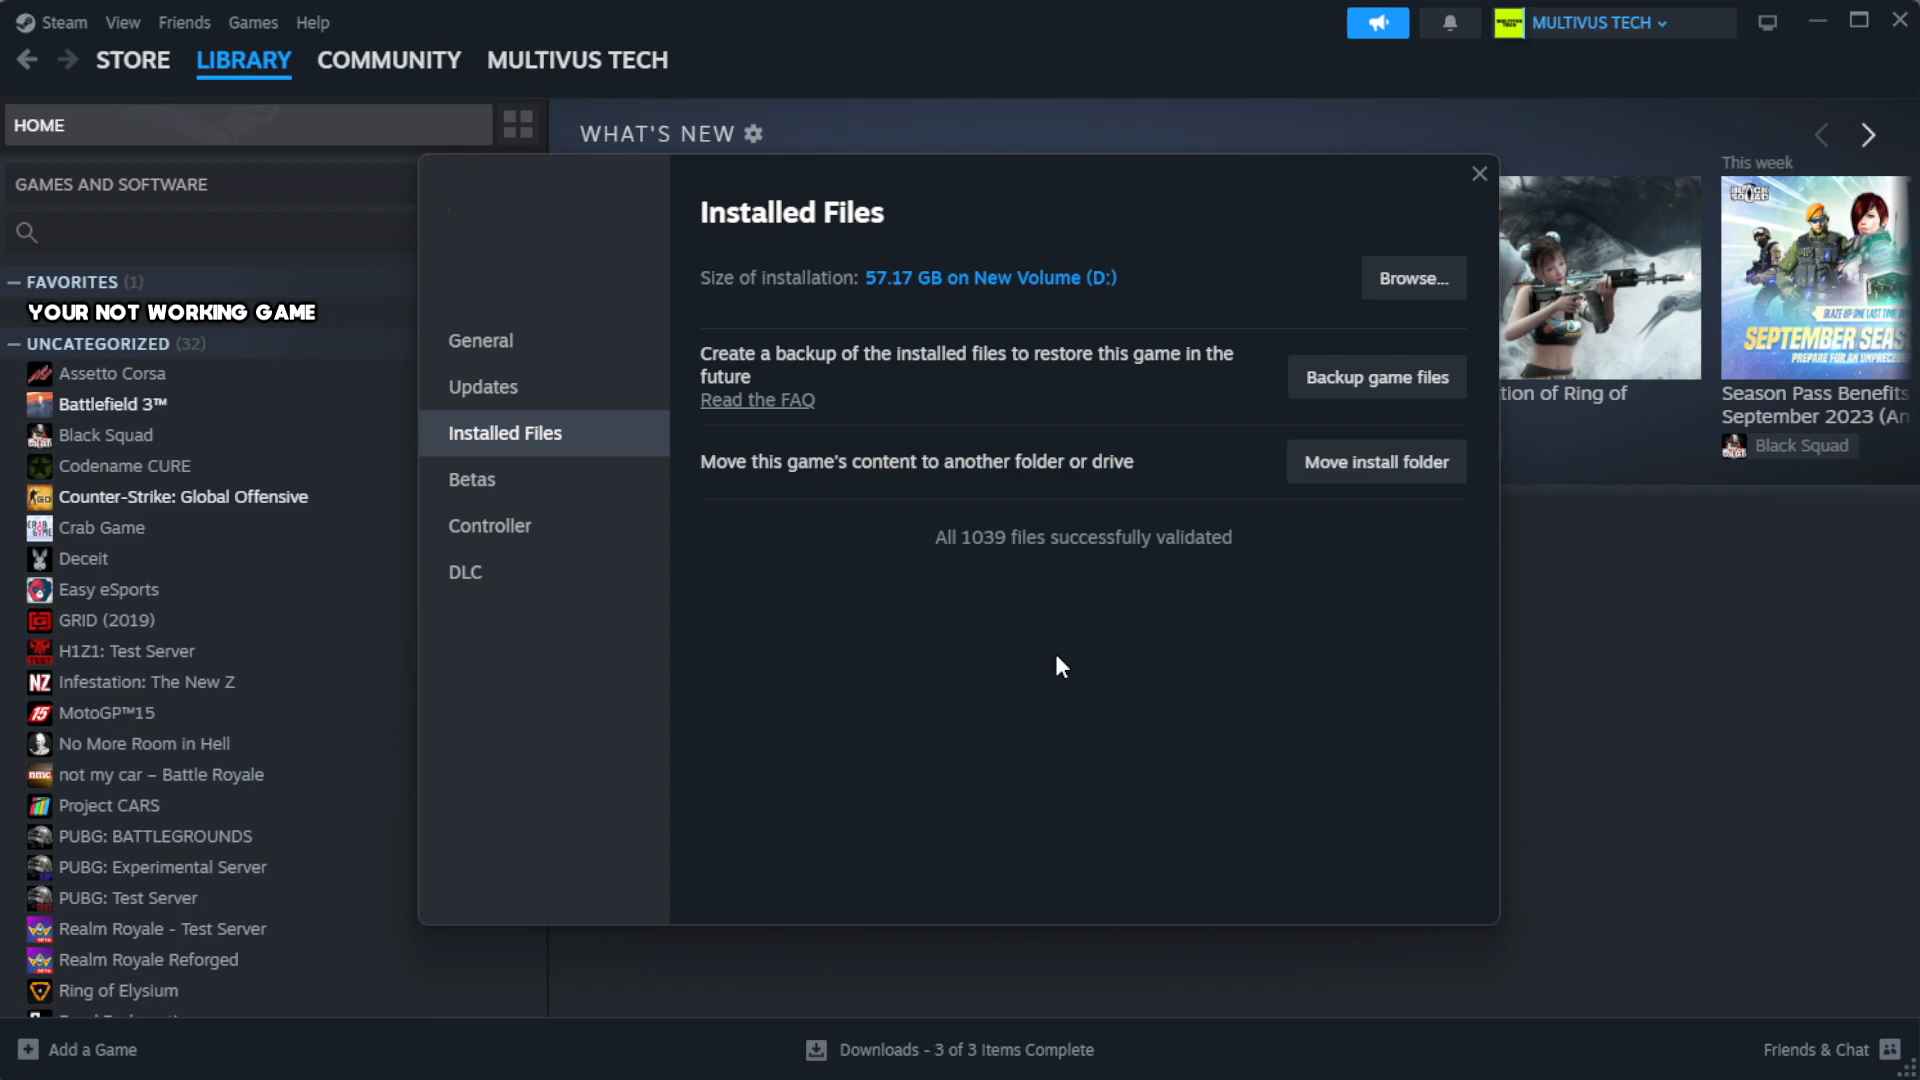 Steam View Friends Games Help
MULTIVUS TECH
STORE LIBRARY COMMUNITY MULTIVUS TECH
HOME
WHAT'S NEW
This week
GAMES AND SOFTWARE
FAVORITES (1)
YOUR NOT WORKING GAME
UNCATEGORIZED (32)
Assetto Corsa
Battlefield 3™
Black Squad
Codename CURE
Counter-Strike: Global Offensive
Crab Game
Deceit
Easy eSports
GRID (2019)
H1Z1: Test Server
Infestation: The New Z
MotoGP™15
No More Room in Hell
not my car – Battle Royale
Project CARS
PUBG: BATTLEGROUNDS
PUBG: Experimental Server
PUBG: Test Server
Realm Royale - Test Server
Realm Royale Reforged
Ring of Elysium
General
Updates
Installed Files
Betas
Controller
DLC
Installed Files
Size of installation: 57.17 GB on New Volume (D:)
Browse...
Create a backup of the installed files to restore this game in the
future
Read the FAQ
Backup game files
Move this game's content to another folder or drive
Move install folder
All 1039 files successfully validated
tion of Ring of
BLACK SQUAD
BLAZE UP ONE LAST TIME
SEPTEMBER SEAS
Season Pass Benefits
September 2023 (An
Black Squad
Add a Game
Downloads - 3 of 3 Items Complete
Friends & Chat